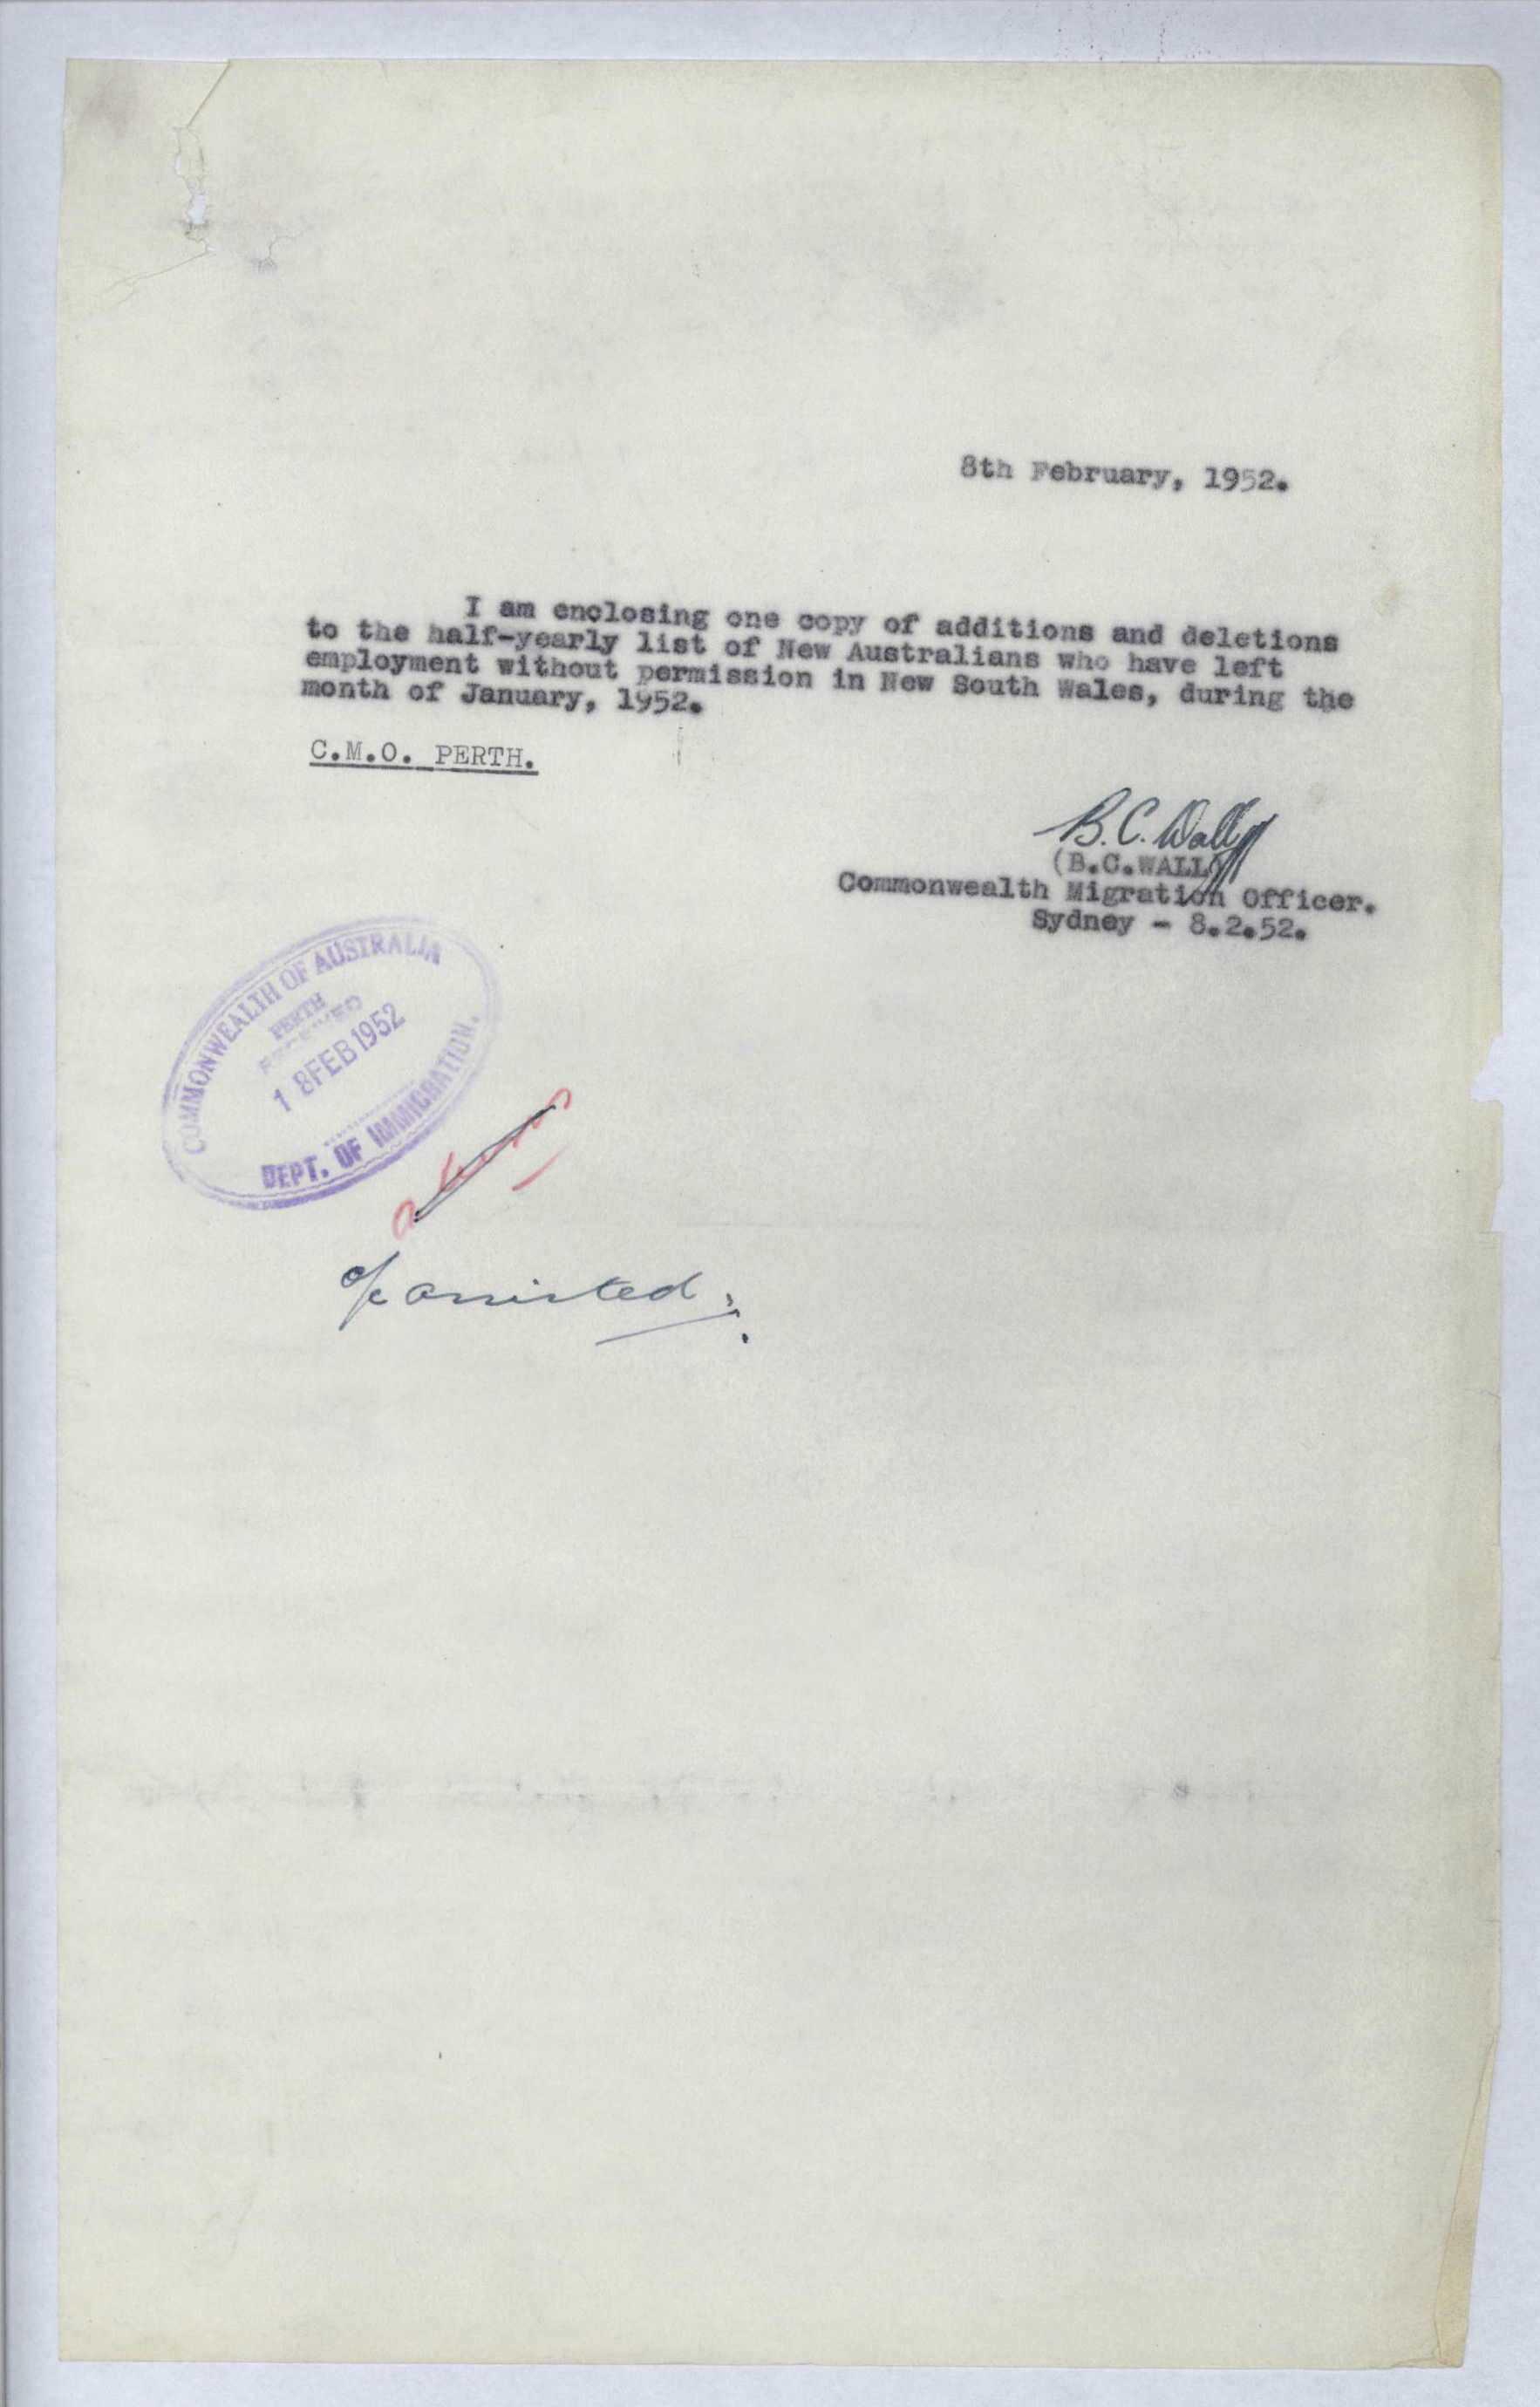 8th February, 1952.
I am enclosing one copy of additions and deletions
to the half-yearly list of New Australians who have left
employment without permission in New South Wales, during the
month of January, 1952.
C.M.O. PERTH.
B.C. Wall
(B.C.WALL)
Commonwealth Migration Officer.
Sydney - 8.2.52.
COMMONWEALTH OF AUSTRALIA
PERTH
RECEIVED
18 FEB 1952
DEPT. OF IMMIGRATION.
assisted